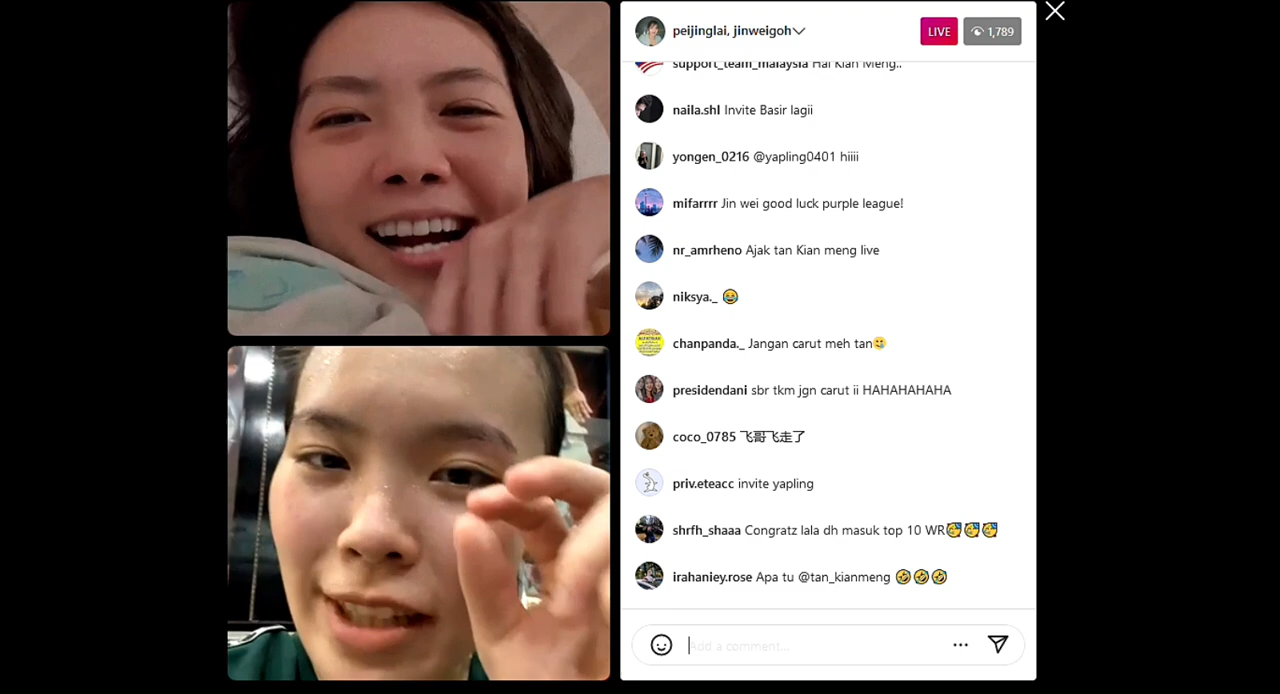 peijinglai, jinweigoh
LIVE
1,789
support_team_malaysia Hai Kian Meng..
naila.shl Invite Basir lagii
yongen_0216 @yapling0401 hiiii
mifarrrr Jin wei good luck purple league!
nr_amrheno Ajak tan Kian meng live
niksya._ 😂
chanpanda._ Jangan carut meh tan😋
presidendani sbr tkm jgn carut ii HAHAHAHAHA
coco_0785 飞哥飞走了
priv.eteacc invite yapling
shrfh_shaaa Congratz lala dh masuk top 10 WR🥳🥳🥳
irahaniey.rose Apa tu @tan_kianmeng 🤣🤣🤣
Add a comment...